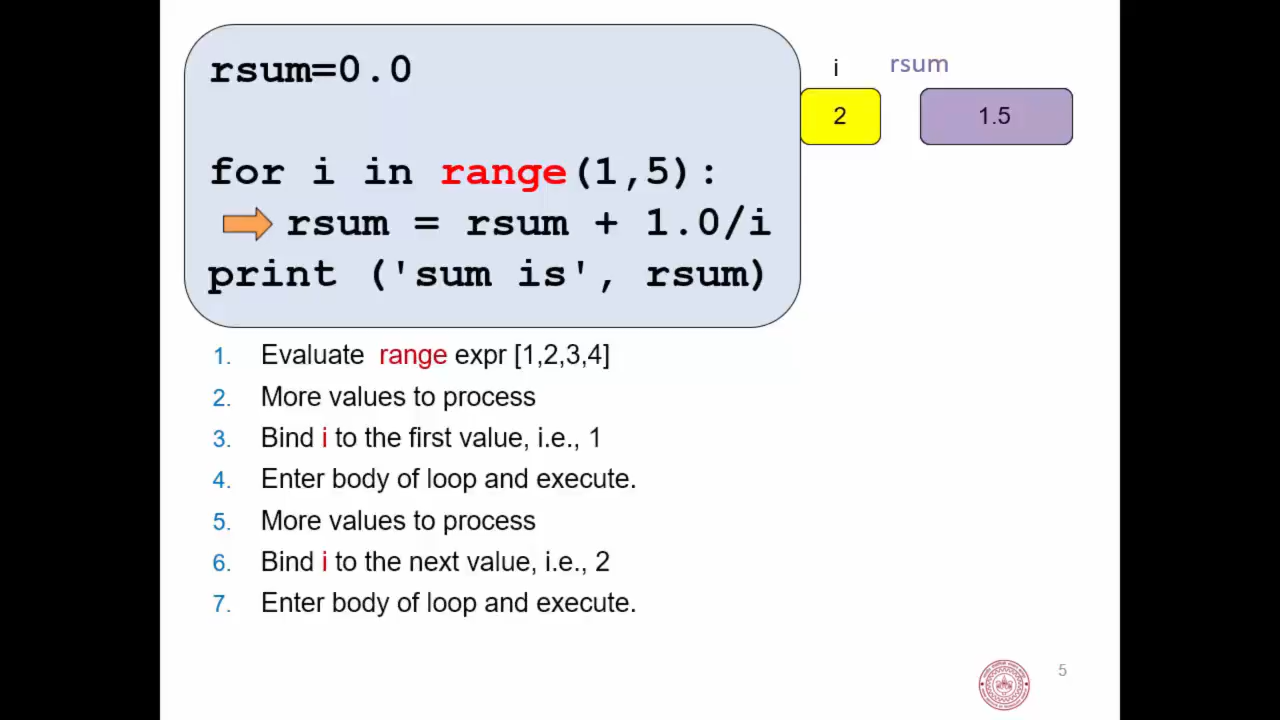 rsum=0.0
i
rsum
2
1.5
for i in range(1,5):
rsum = rsum + 1.0/i
print ('sum is', rsum)
1. Evaluate range expr [1,2,3,4]
2. More values to process
3. Bind i to the first value, i.e., 1
4. Enter body of loop and execute.
5. More values to process
6. Bind i to the next value, i.e., 2
7. Enter body of loop and execute.
5